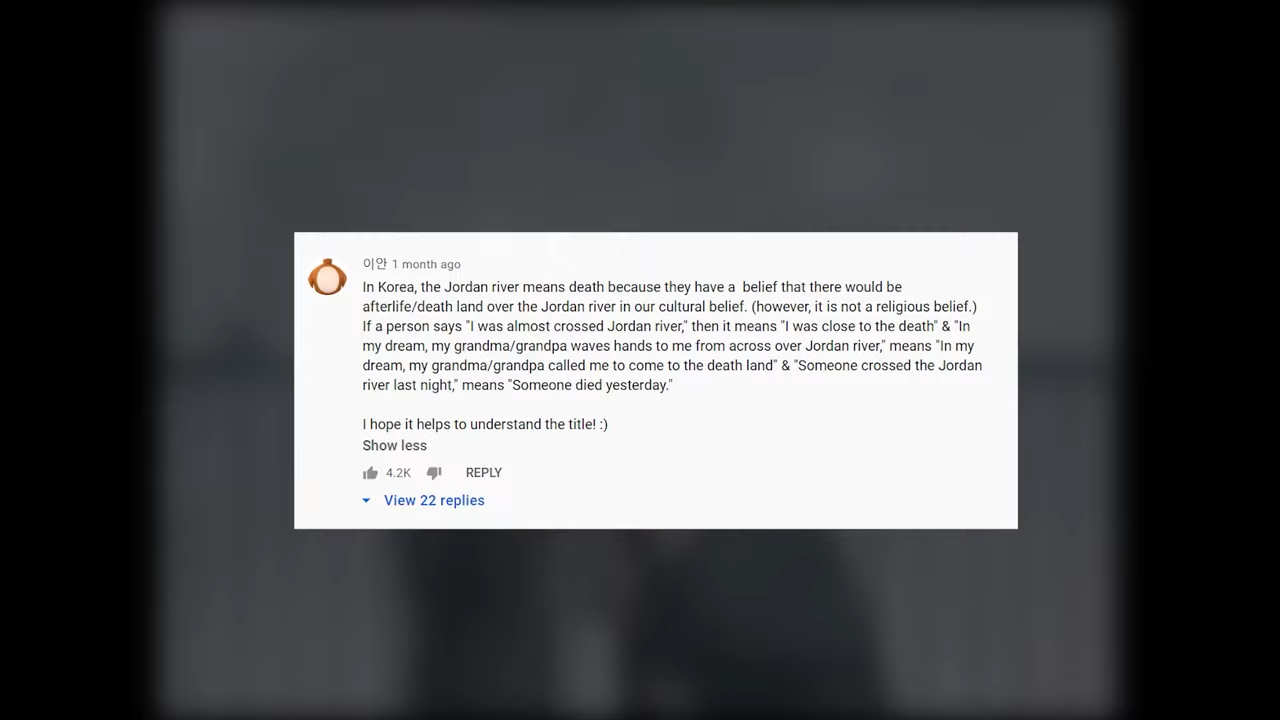 이안 1 month ago
In Korea, the Jordan river means death because they have a belief that there would be
afterlife/death land over the Jordan river in our cultural belief. (however, it is not a religious belief.)
If a person says "I was almost crossed Jordan river," then it means "I was close to the death" & "In
my dream, my grandma/grandpa waves hands to me from across over Jordan river," means "In my
dream, my grandma/grandpa called me to come to the death land" & "Someone crossed the Jordan
river last night," means "Someone died yesterday."
I hope it helps to understand the title! :)
Show less
4.2K REPLY
View 22 replies